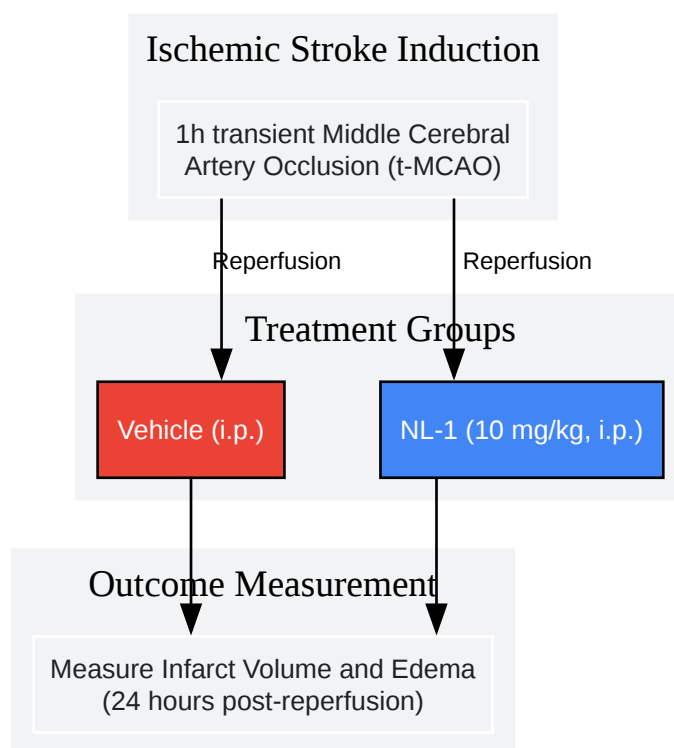 Ischemic Stroke Induction
1h transient Middle Cerebral
Artery Occlusion (t-MCAO)
Reperfusion
Reperfusion
Treatment Groups
Vehicle (i.p.)
NL-1 (10 mg/kg, i.p.)
Outcome Measurement
Measure Infarct Volume and Edema
(24 hours post-reperfusion)